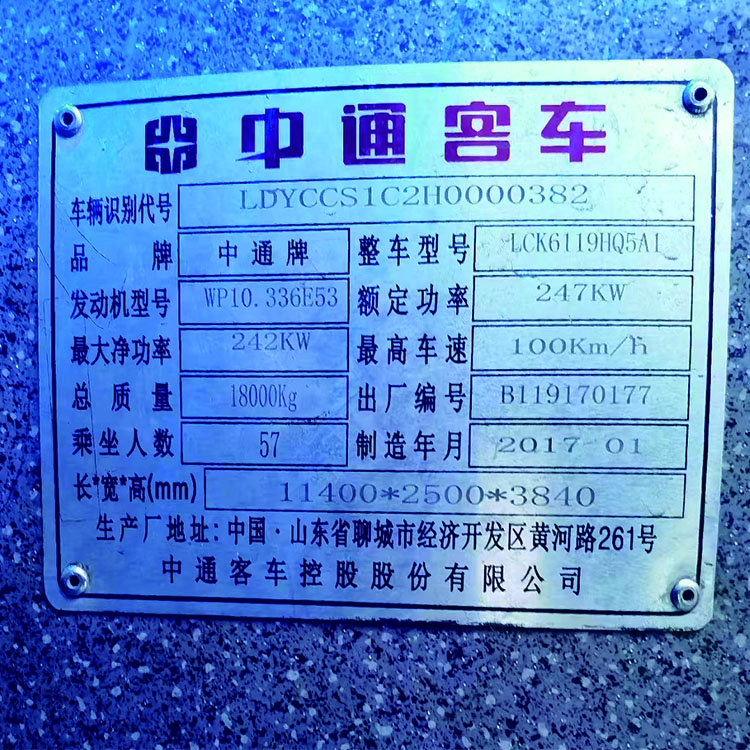 中通客车
车辆识别代号 LDYCCS1C2H0000382
品牌 中通牌 整车型号 LCK6119HQ5A1
发动机型号 WP10.336E53 额定功率 247KW
最大净功率 242KW 最高车速 100Km/h
总质量 18000Kg 出厂编号 B119170177
乘坐人数 57 制造年月 2017-01
长*宽*高(mm) 11400*2500*3840
生产厂地址:中国·山东省聊城市经济开发区黄河路261号
中通客车控股股份有限公司